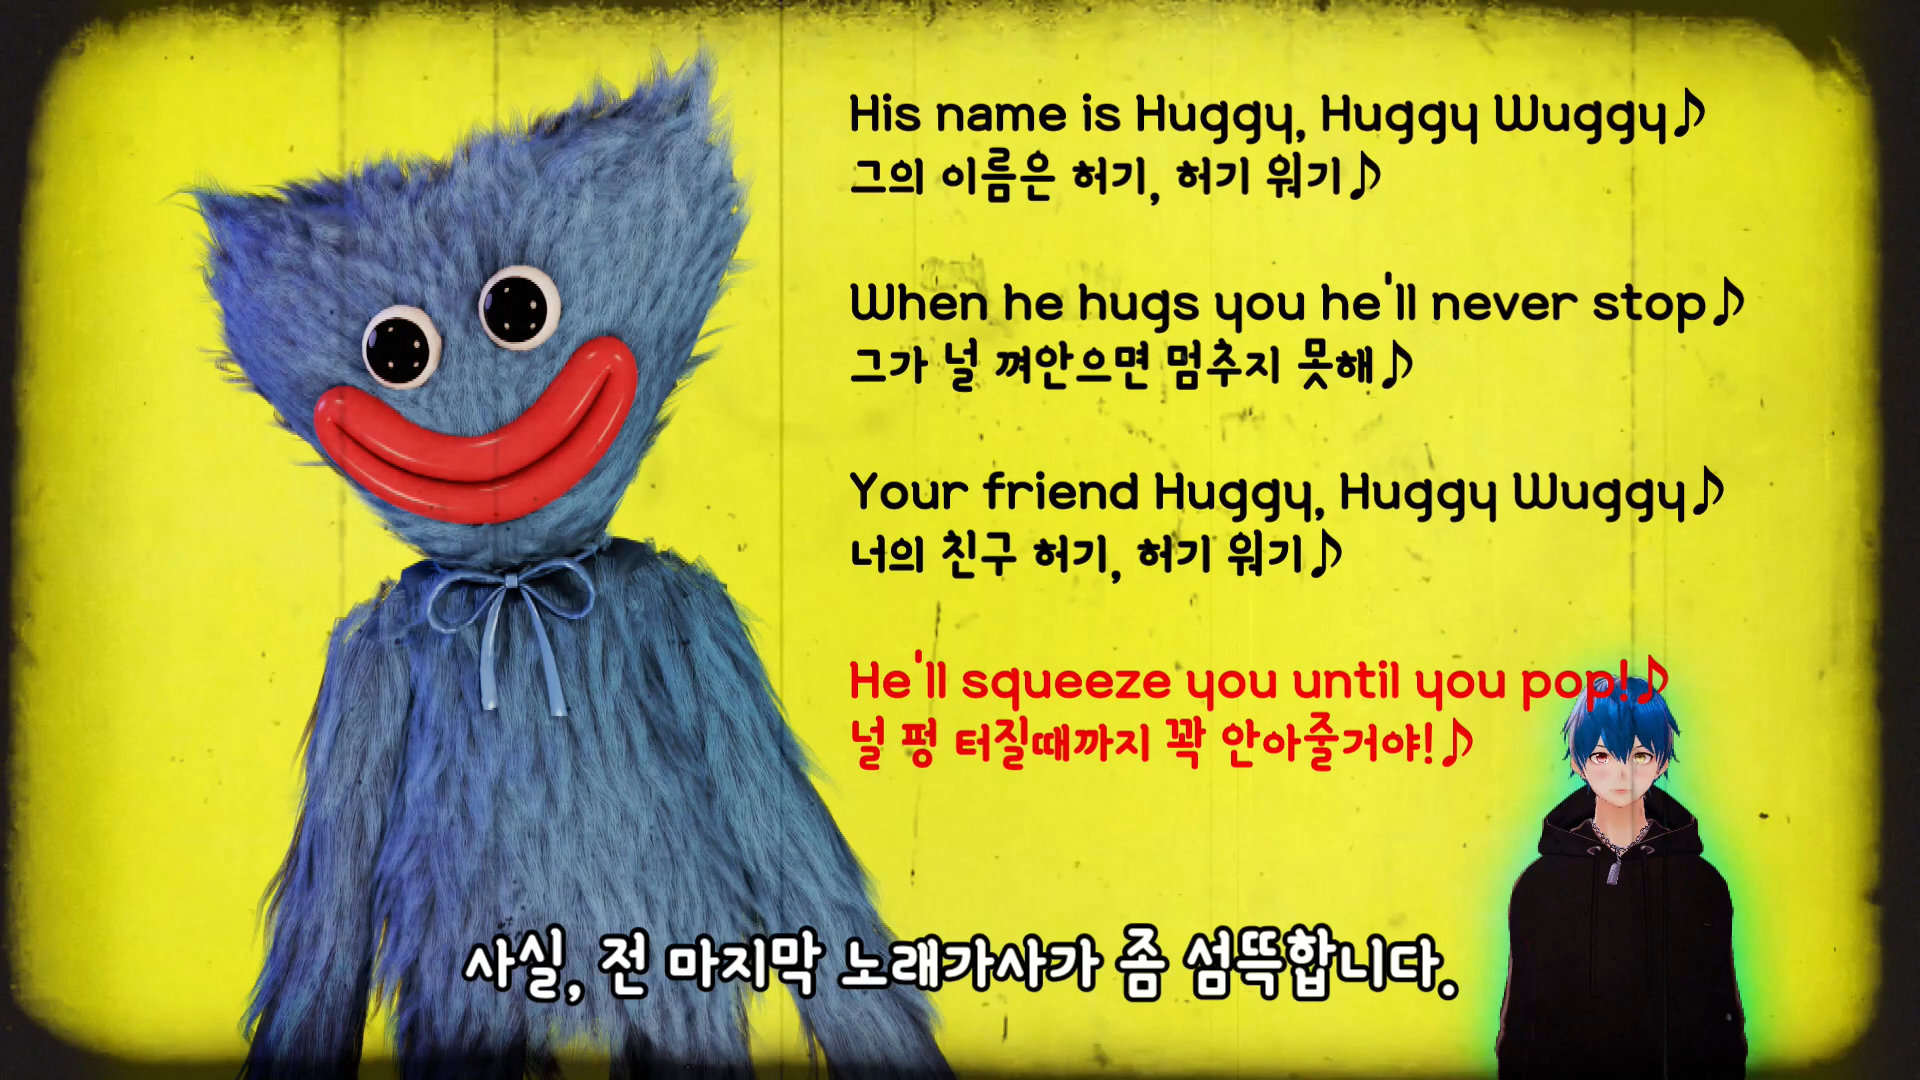 His name is Huggy, Huggy Wuggy♪
그의 이름은 허기, 허기 워기♪
When he hugs you he'll never stop♪
그가 널 껴안으면 멈추지 못해♪
Your friend Huggy, Huggy Wuggy♪
너의 친구 허기, 허기 워기♪
He'll squeeze you until you pop!♪
널 펑 터질때까지 꽉 안아줄거야!♪
사실, 전 마지막 노래가사가 좀 섬뜩합니다.